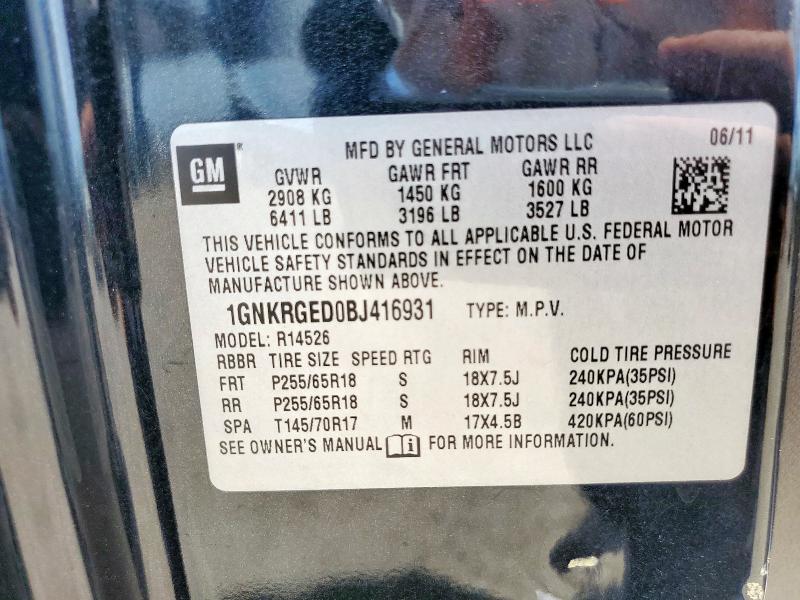 GM
MFD BY GENERAL MOTORS LLC 06/11
GVWR GAWR FRT GAWR RR
2908 KG 1450 KG 1600 KG
6411 LB 3196 LB 3527 LB
THIS VEHICLE CONFORMS TO ALL APPLICABLE U.S. FEDERAL MOTOR
VEHICLE SAFETY STANDARDS IN EFFECT ON THE DATE OF
MANUFACTURE SHOWN ABOVE.
1GNKRGED0BJ416931 TYPE: M.P.V.
MODEL: R14526
RBBR TIRE SIZE SPEED RTG RIM COLD TIRE PRESSURE
FRT P255/65R18 S 18X7.5J 240KPA(35PSI)
RR P255/65R18 S 18X7.5J 240KPA(35PSI)
SPA T145/70R17 M 17X4.5B 420KPA(60PSI)
SEE OWNER'S MANUAL i FOR MORE INFORMATION.